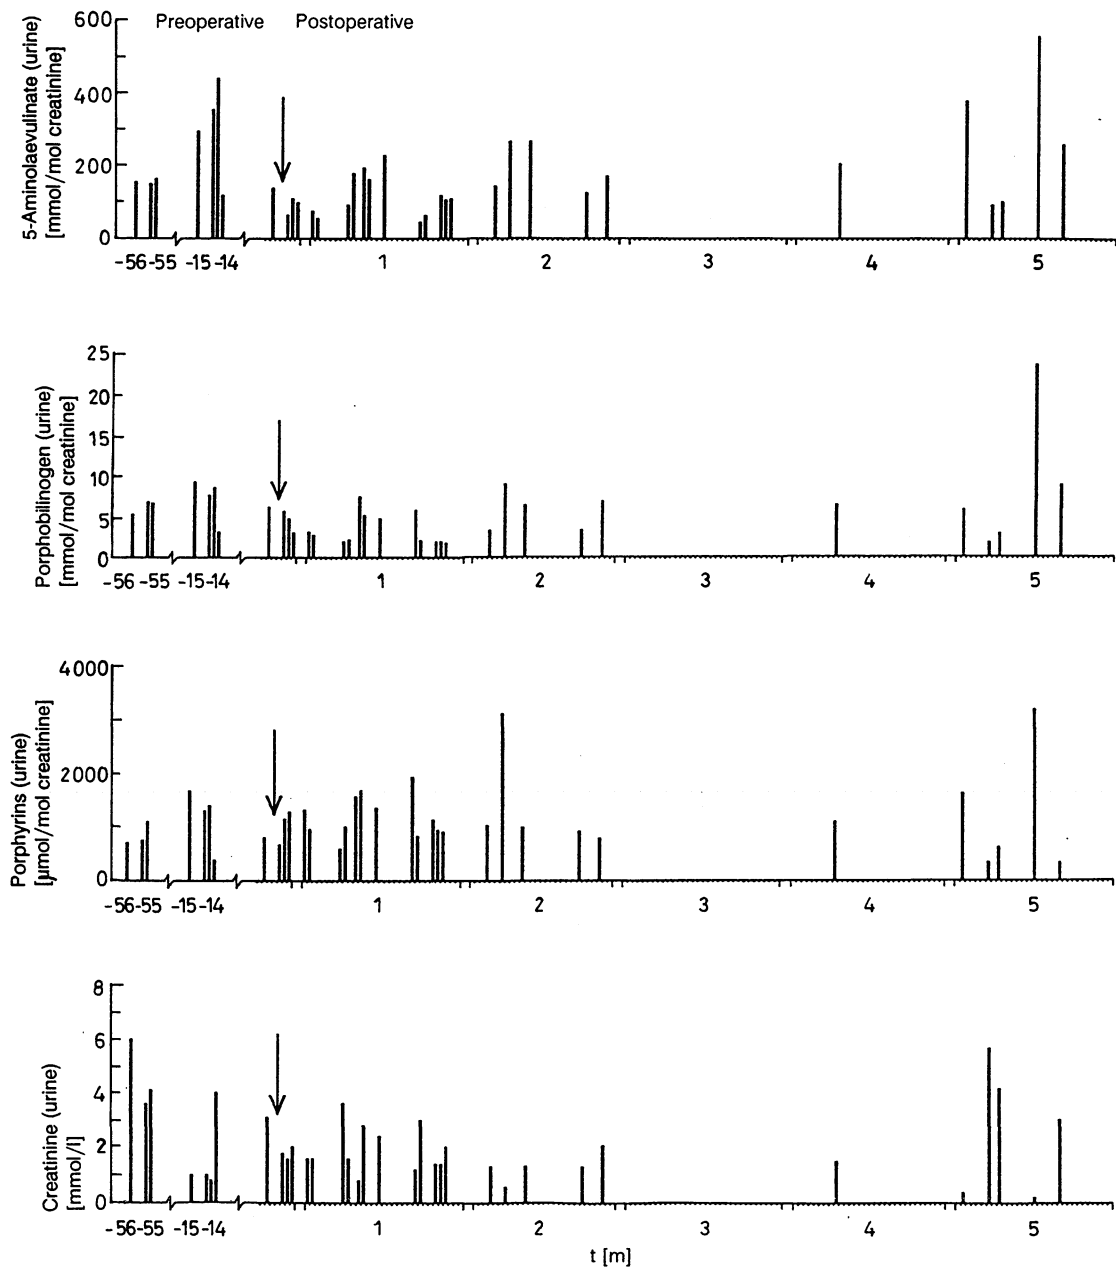 Preoperative Postoperative
5-Aminolaevulinate (urine)
[mmol/mol creatinine]
600
400
200
0
-56-55 -15-14 1 2 3 4 5
Porphobilinogen (urine)
[mmol/mol creatinine]
25
20
15
10
5
0
-56 -55 -15-14 1 2 3 4 5
Porphyrins (urine)
[µmol/mol creatinine]
4000
2000
0
-56-55 -15-14 1 2 3 4 5
Creatinine (urine)
[mmol/l]
8
6
4
2
0
-56-55 -15-14 1 2 3 4 5
t [m]